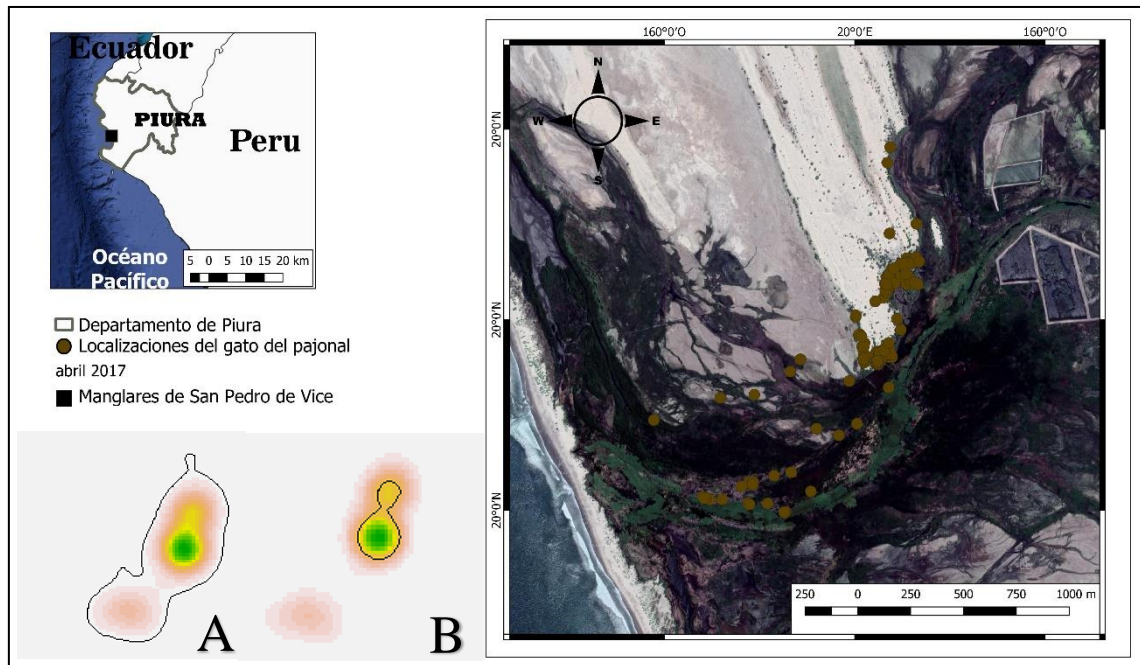 Ecuador
PIURA
Peru
Océano
Pacífico
5 0 5 10 15 20 km
Departamento de Piura
Localizaciones del gato del pajonal
abril 2017
Manglares de San Pedro de Vice
A
B
160°0'O 20°0'E 160°0'O
N
W E
S
20°0'N
20°0'N
20°0'N
250 0 250 500 750 1000 m